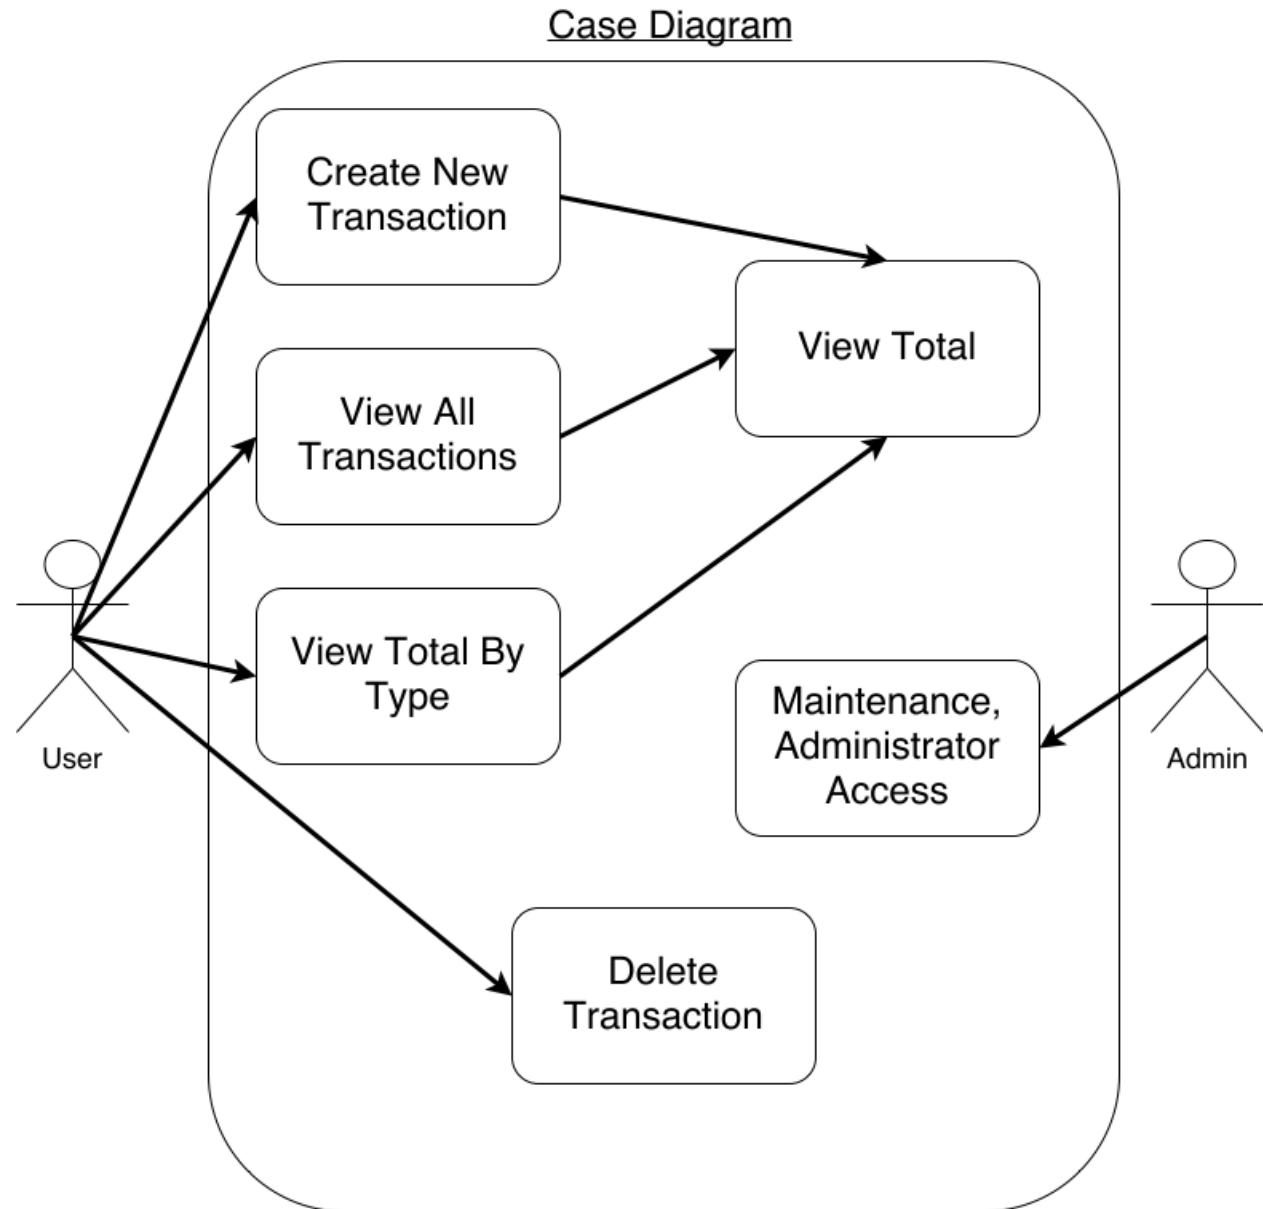 Case Diagram
Create New
Transaction
View Total
View All
Transactions
View Total By
Type
User
Maintenance,
Administrator
Access
Admin
Delete
Transaction